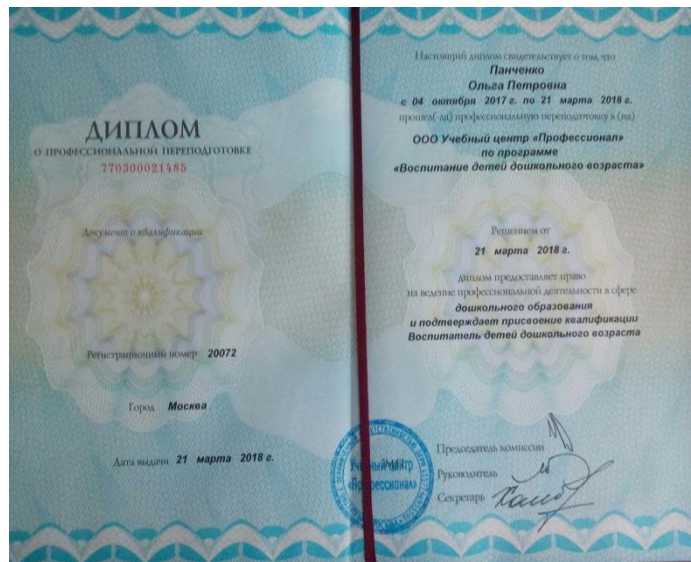 ДИПЛОМ
О ПРОФЕССИОНАЛЬНОЙ ПЕРЕПОДГОТОВКЕ
770300021485
Документ о квалификации
Регистрационный номер 20072
Город Москва
Дата выдачи 21 марта 2018 г.
Настоящий диплом свидетельствует о том, что
Панченко
Ольга Петровна
с 04 октября 2017 г. по 21 марта 2018 г.
прошел(-ла) профессиональную переподготовку в (на)
ООО Учебный центр «Профессионал»
по программе
«Воспитание детей дошкольного возраста»
Решением от
21 марта 2018 г.
диплом предоставляет право
на ведение профессиональной деятельности в сфере
дошкольного образования
и подтверждает присвоение квалификации
Воспитатель детей дошкольного возраста
Председатель комиссии
Руководитель
Секретарь
Учебный центр
«Профессионал»